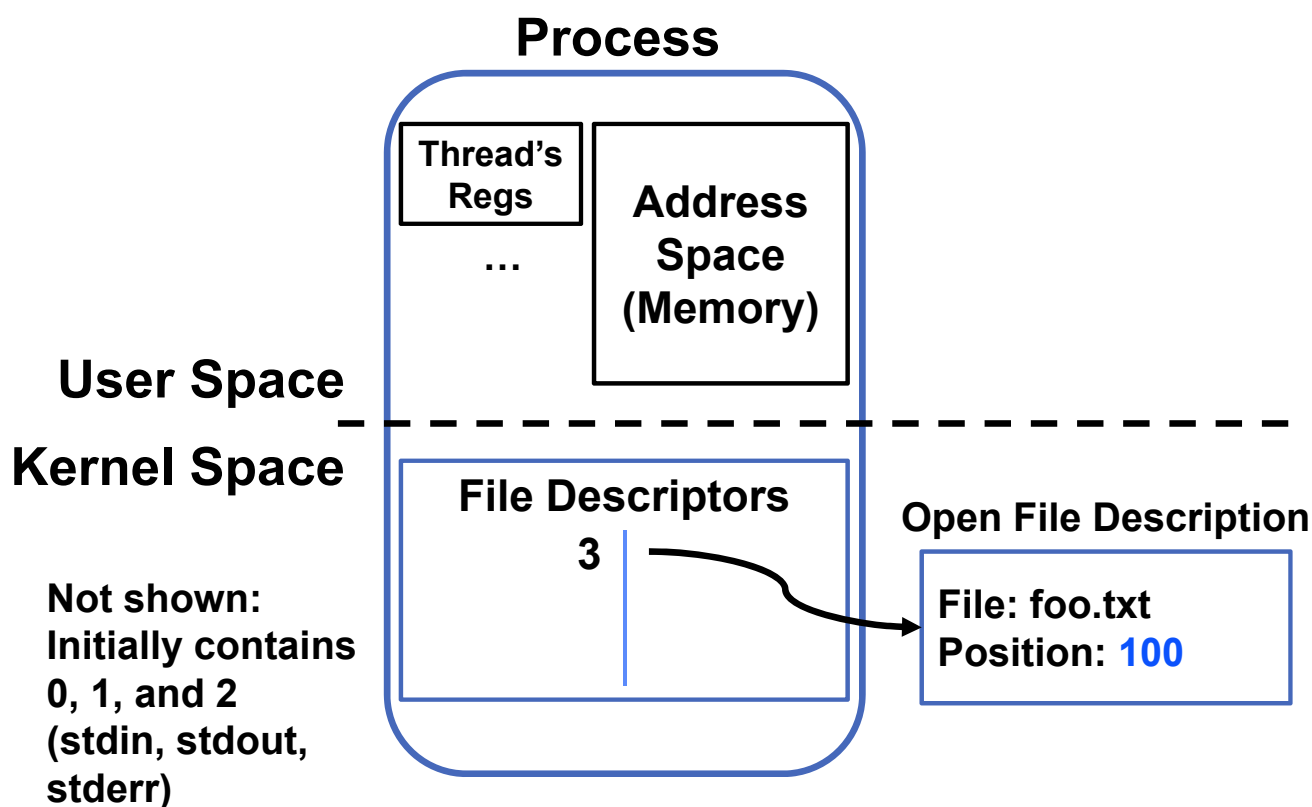 Process
Thread’s
Regs
…
Address
Space
(Memory)
User Space
Kernel Space
File Descriptors
3
Open File Description
File: foo.txt
Position: 100
Not shown:
Initially contains
0, 1, and 2
(stdin, stdout,
stderr)